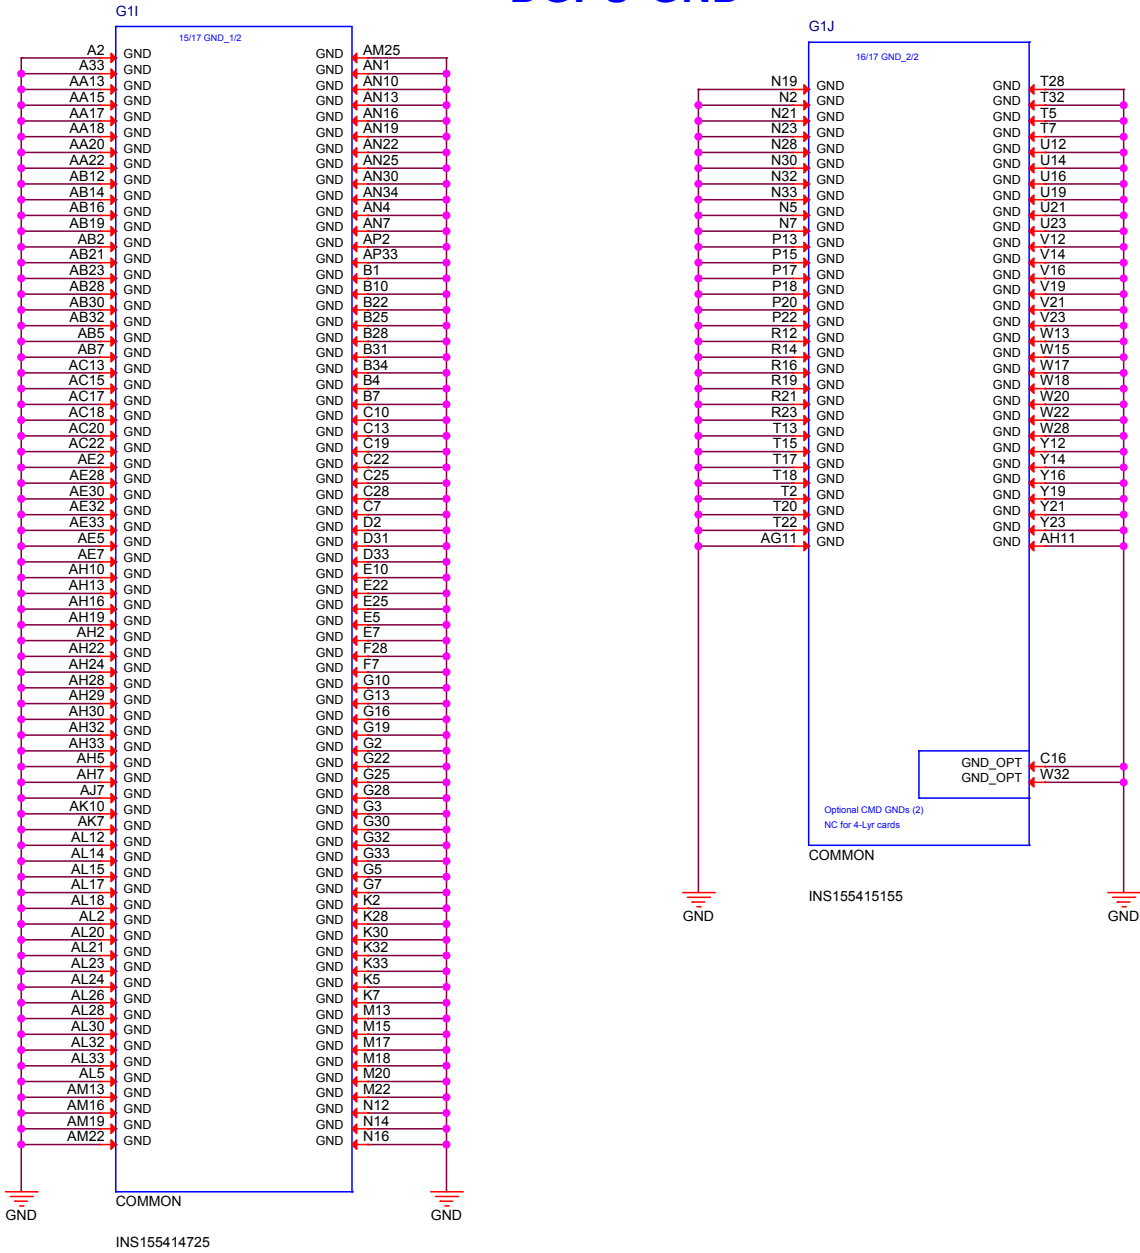 G1I
15/17 GND_1/2
A2 GND GND AM25
A33 GND GND AN1
AA13 GND GND AN10
AA15 GND GND AN13
AA17 GND GND AN16
AA18 GND GND AN19
AA20 GND GND AN22
AA22 GND GND AN25
AB12 GND GND AN30
AB14 GND GND AN34
AB16 GND GND AN4
AB19 GND GND AN7
AB2 GND GND AP2
AB21 GND GND AP33
AB23 GND GND B1
AB28 GND GND B10
AB30 GND GND B22
AB32 GND GND B25
AB5 GND GND B28
AB7 GND GND B31
AC13 GND GND B34
AC15 GND GND B4
AC17 GND GND B7
AC18 GND GND C10
AC20 GND GND C13
AC22 GND GND C19
AE2 GND GND C22
AE28 GND GND C25
AE30 GND GND C28
AE32 GND GND C7
AE33 GND GND D2
AE5 GND GND D31
AE7 GND GND D33
AH10 GND GND E10
AH13 GND GND E22
AH16 GND GND E25
AH19 GND GND E5
AH2 GND GND E7
AH22 GND GND F28
AH24 GND GND F7
AH28 GND GND G10
AH29 GND GND G13
AH30 GND GND G16
AH32 GND GND G19
AH33 GND GND G2
AH5 GND GND G22
AH7 GND GND G25
AJ7 GND GND G28
AK10 GND GND G3
AK7 GND GND G30
AL12 GND GND G32
AL14 GND GND G33
AL15 GND GND G5
AL17 GND GND G7
AL18 GND GND K2
AL2 GND GND K28
AL20 GND GND K30
AL21 GND GND K32
AL23 GND GND K33
AL24 GND GND K5
AL26 GND GND K7
AL28 GND GND M13
AL30 GND GND M15
AL32 GND GND M17
AL33 GND GND M18
AL5 GND GND M20
AM13 GND GND M22
AM16 GND GND N12
AM19 GND GND N14
AM22 GND GND N16
GND GND
COMMON
INS155414725
G1J
16/17 GND_2/2
N19 GND GND T28
N2 GND GND T32
N21 GND GND T5
N23 GND GND T7
N28 GND GND U12
N30 GND GND U14
N32 GND GND U16
N33 GND GND U19
N5 GND GND U21
N7 GND GND U23
P13 GND GND V12
P15 GND GND V14
P17 GND GND V16
P18 GND GND V19
P20 GND GND V21
P22 GND GND V23
R12 GND GND W13
R14 GND GND W15
R16 GND GND W17
R19 GND GND W18
R21 GND GND W20
R23 GND GND W22
T13 GND GND W28
T15 GND GND Y12
T17 GND GND Y14
T18 GND GND Y16
T2 GND GND Y19
T20 GND GND Y21
T22 GND GND Y23
AG11 GND GND AH11
GND_OPT C16
GND_OPT W32
Optional CMD GNDs (2)
NC for 4-Lyr cards
COMMON
INS155415155
GND GND